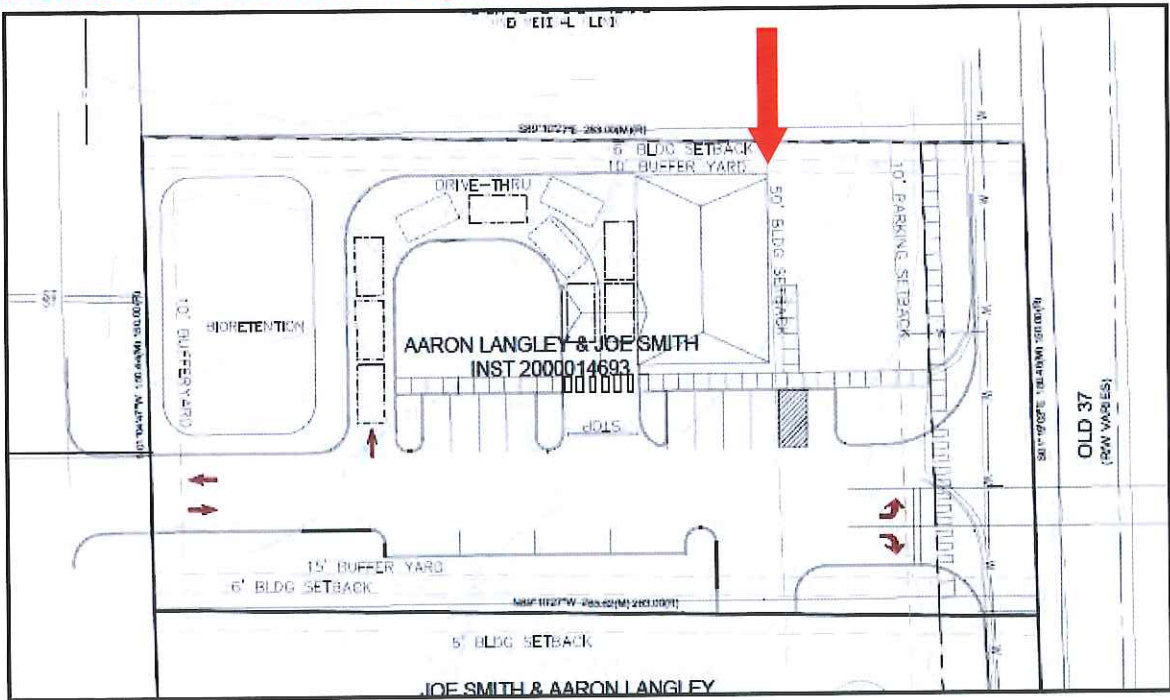 6' BLDG SETBACK
10' BUFFER YARD
DRIVE-THRU
50' BLDG SETBACK
10' PARKING SETBACK
10' BUFFERYARD
BIORETENTION
AARON LANGLEY & JOE SMITH
INST 2000014693
STOP
OLD 37
(R/W VARIES)
15' BUFFER YARD
6' BLDG SETBACK
6' BLDG SETBACK
JOE SMITH & AARON LANGLEY
W
W
W
W
W
W